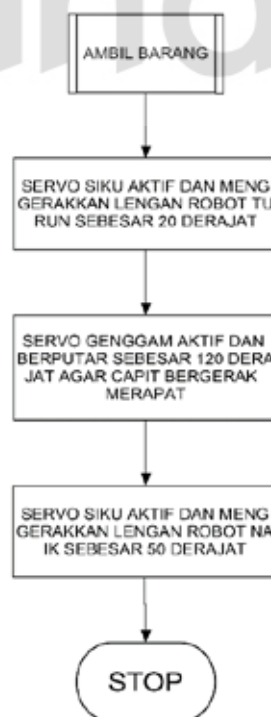 AMBIL BARANG
SERVO SIKU AKTIF DAN MENG
GERAKKAN LENGAN ROBOT TU
RUN SEBESAR 20 DERAJAT
SERVO GENGGAM AKTIF DAN
BERPUTAR SEBESAR 120 DERA
JAT AGAR CAPIT BERGERAK
MERAPAT
SERVO SIKU AKTIF DAN MENG
GERAKKAN LENGAN ROBOT NA
IK SEBESAR 50 DERAJAT
STOP